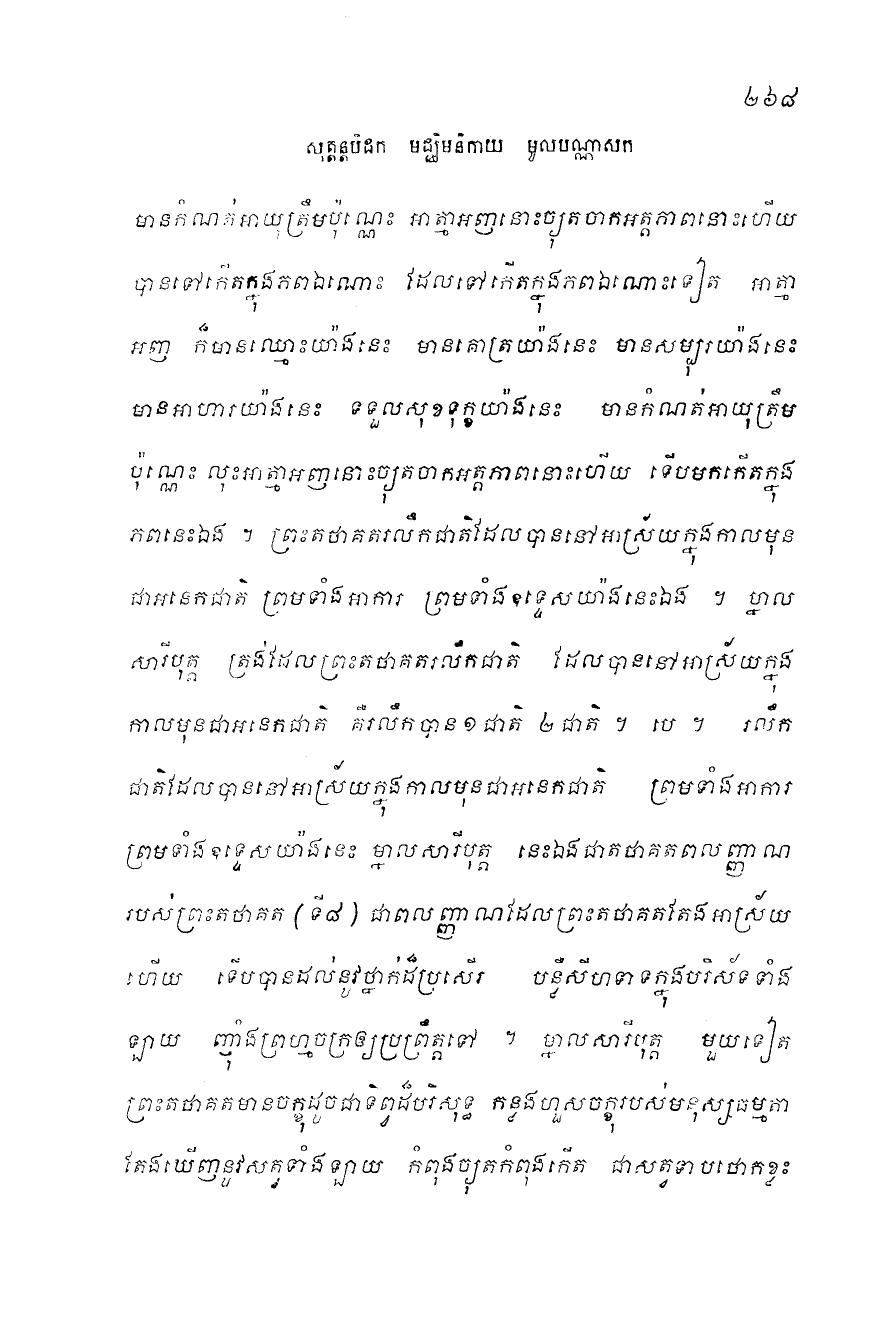 ២៦៨
សុត្តន្តបិដក មជ្ឈិមនិកាយ មូលបណ្ណាសក
មានកំណត់អាយុត្រឹមប៉ុណ្ណេះ អាត្មាអញនោះច្យុតចាកអត្តភាពនោះហើយ
បានទៅកើតក្នុងភពឯណោះ ដែលទៅកើតក្នុងភពឯណោះទៀត អាត្មា
អញ ក៏មានឈ្មោះយ៉ាងនេះ មានគោត្រយ៉ាងនេះ មានសម្បុរយ៉ាងនេះ
មានអាហារយ៉ាងនេះ ទទួលសុខទុក្ខយ៉ាងនេះ មានកំណត់អាយុត្រឹម
ប៉ុណ្ណេះ លុះអាត្មាអញនោះច្យុតចាកអត្តភាពនោះហើយ ទើបមកកើតក្នុង
ភពនេះឯង ។ ព្រះតថាគតរលឹកជាតិដែលបាននៅអាស្រ័យក្នុងកាលមុន
ជាអនេកជាតិ ព្រមទាំងអាការ ព្រមទាំងឧទ្ទេសយ៉ាងនេះឯង ។ ម្នាល
សារីបុត្ត ត្រង់ដែលព្រះតថាគតរលឹកជាតិ ដែលបាននៅអាស្រ័យក្នុង
កាលមុនជាអនេកជាតិ គឺរលឹកបាន១ជាតិ ២ជាតិ ។ បេ ។ រលឹក
ជាតិដែលបាននៅអាស្រ័យក្នុងកាលមុនជាអនេកជាតិ ព្រមទាំងអាការ
ព្រមទាំងឧទ្ទេសយ៉ាងនេះ ម្នាលសារីបុត្ត នេះឯងជាតថាគតពលញ្ញាណ
របស់ព្រះតថាគត (ទី៨) ជាពលញ្ញាណដែលព្រះតថាគតតែងអាស្រ័យ
ហើយ ទើបបានដល់នូវថ្នាក់ដ៏ប្រសើរ បន្លឺសីហនាទក្នុងបរិស័ទទាំង
ឡាយ ញុំាងព្រហ្មចក្រឲ្យប្រព្រឹត្តទៅ ។ ម្នាលសារីបុត្ត មួយទៀត
ព្រះតថាគតមានចក្ខុដូចជាទិព្វដ៏បរិសុទ្ធ កន្លងហួសចក្ខុរបស់មនុស្សធម្មតា
តែងឃើញនូវសត្វទាំងឡាយ កំពុងច្យុតកំពុងកើត ជាសត្វទាបថោកខ្លះ